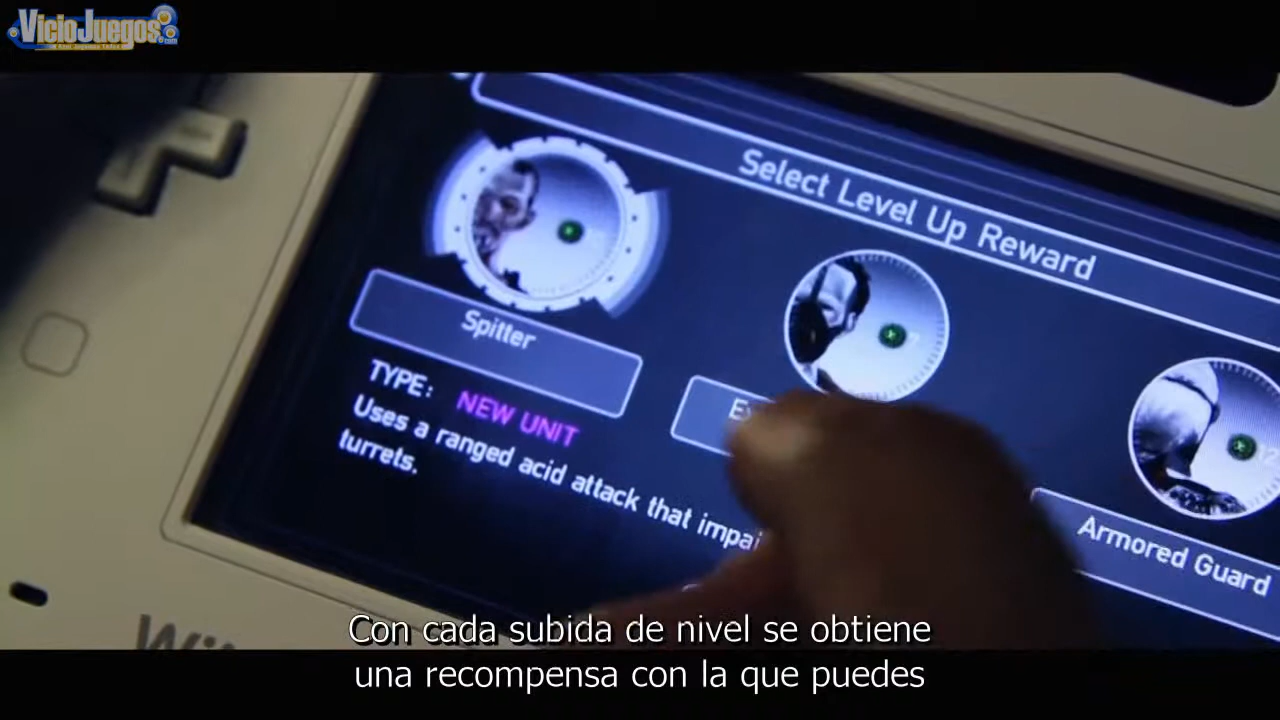 VicioJuegos.com
Select Level Up Reward
Spitter
TYPE: NEW UNIT
Uses a ranged acid attack that
turrets.
Armored Guard
Con cada subida de nivel se obtiene
una recompensa con la que puedes